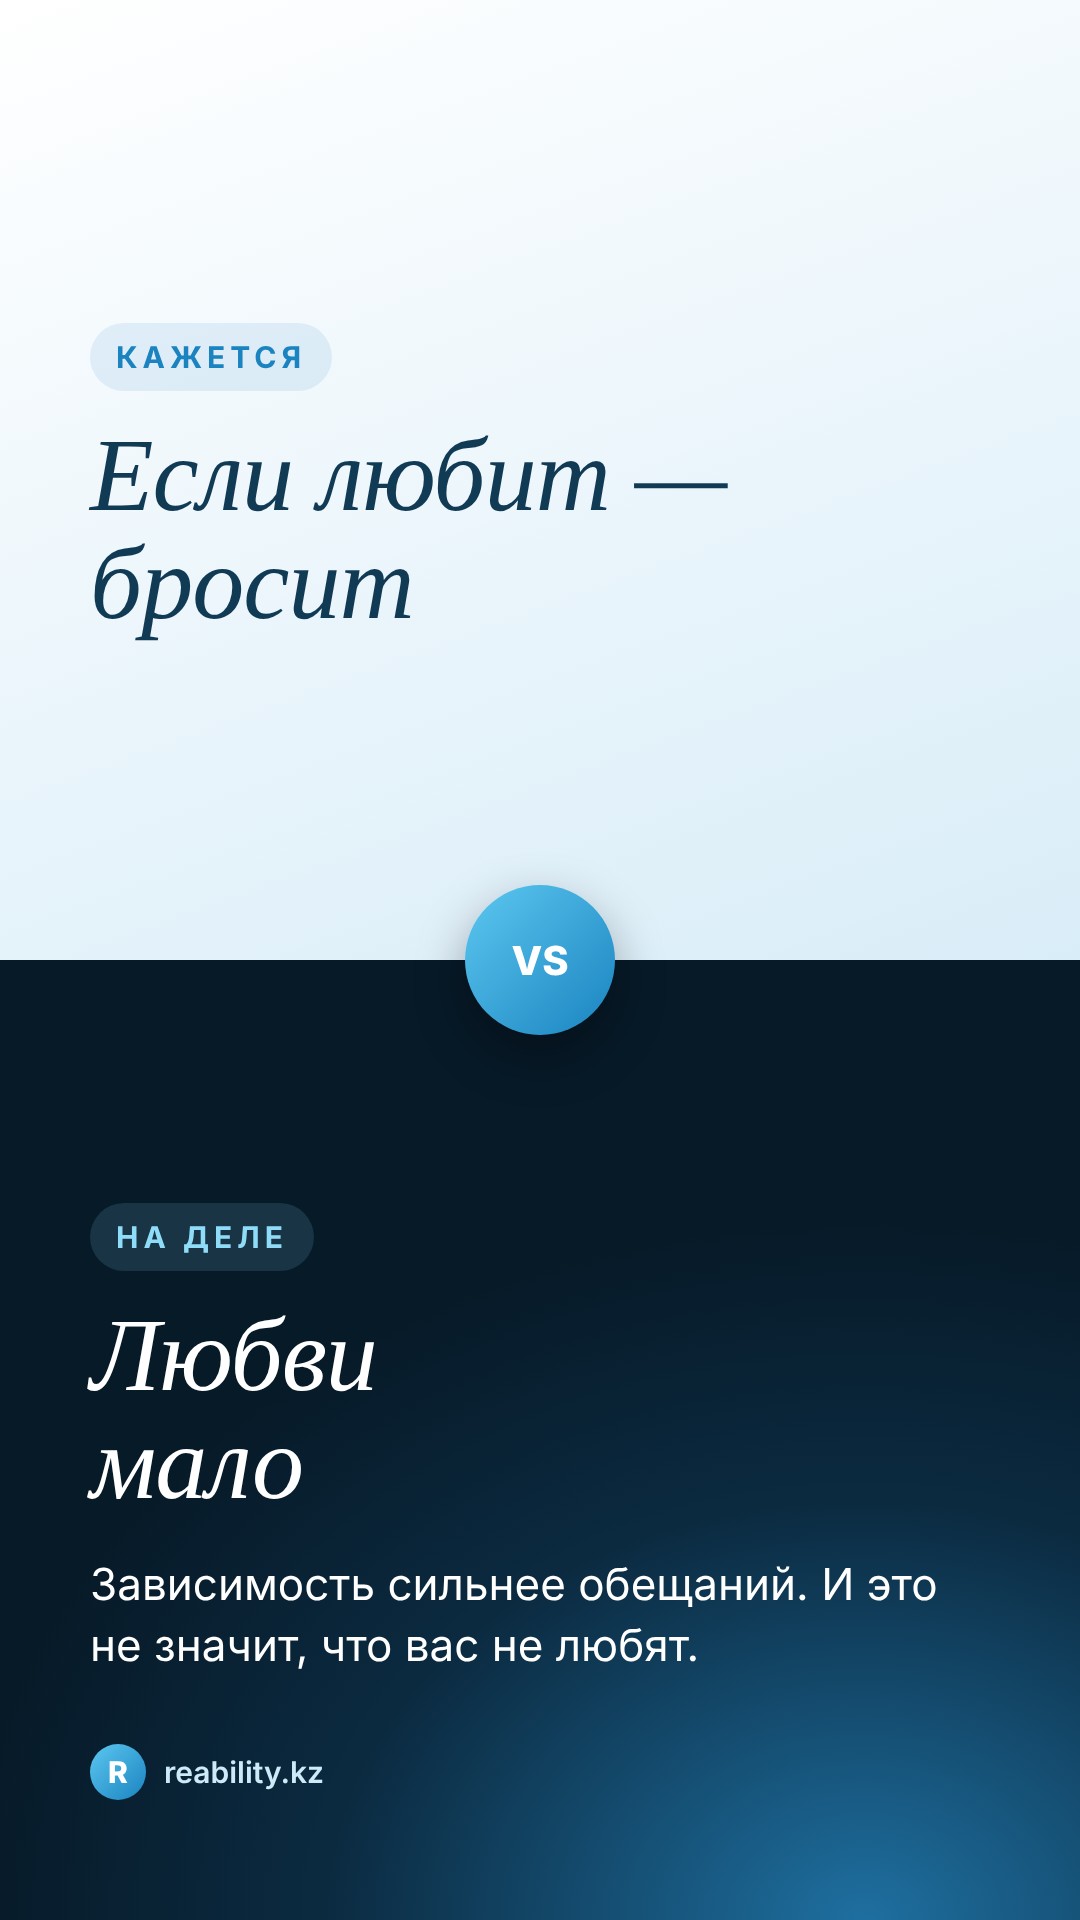 КАЖЕТСЯ
Если любит —
бросит
VS
НА ДЕЛЕ
Любви
мало
Зависимость сильнее обещаний. И это
не значит, что вас не любят.
R reability.kz